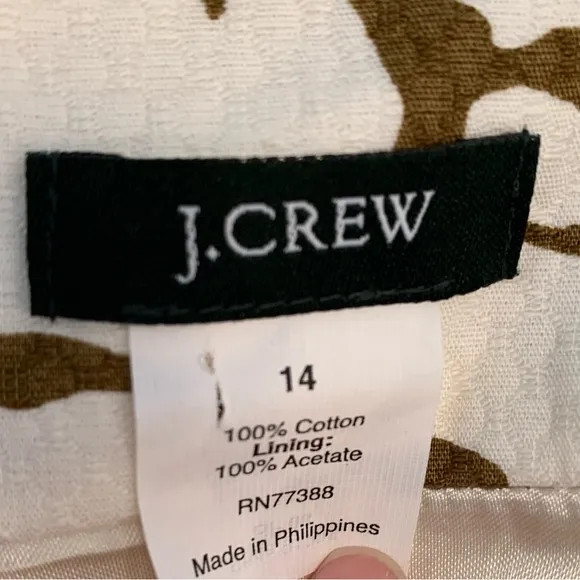 J.CREW
14
100% Cotton
Lining:
100% Acetate
RN77388
Made in Philippines